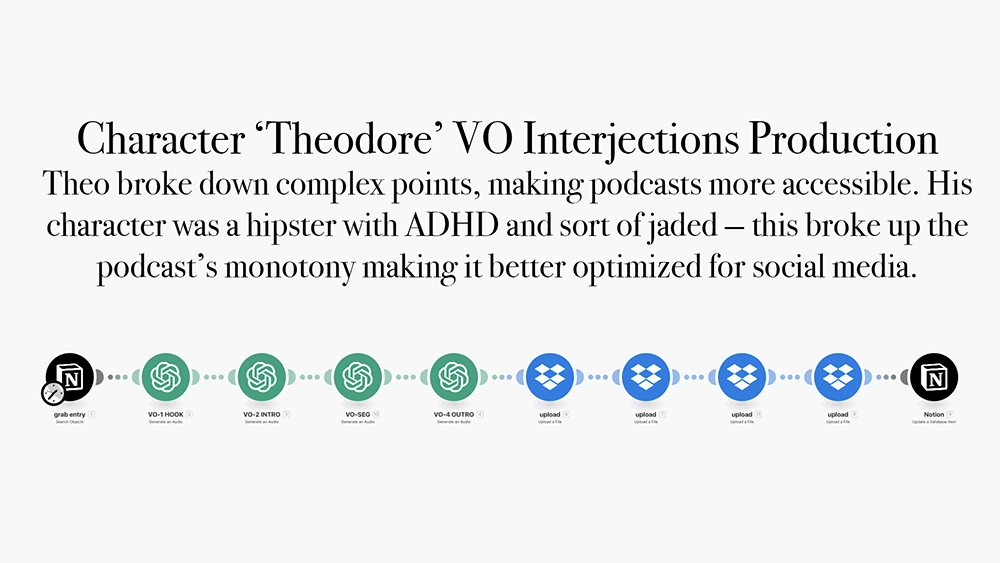 Character ‘Theodore’ VO Interjections Production
Theo broke down complex points, making podcasts more accessible. His
character was a hipster with ADHD and sort of jaded – this broke up the
podcast’s monotony making it better optimized for social media.
grab entry 1
Search Objects
VO-1 HOOK 2
Generate an Audio
VO-2 INTRO 3
Generate an Audio
VO-SEG 10
Generate an Audio
VO-4 OUTRO 4
Generate an Audio
upload 6
Upload a File
upload 7
Upload a File
upload 11
Upload a File
upload 8
Upload a File
Notion 9
Update a Database Item